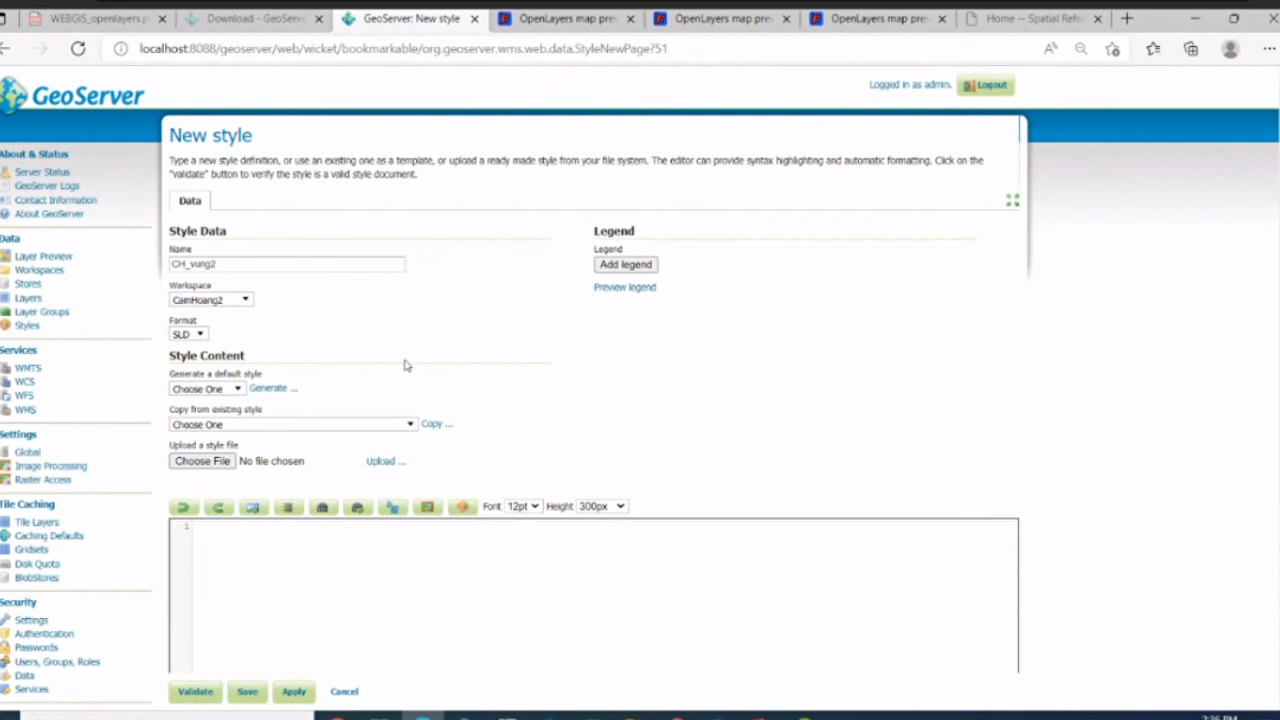 WEBGIS_openlayers.p
Download - GeoServe
GeoServer: New style
OpenLayers map prev
OpenLayers map prev
OpenLayers map prev
Home -- Spatial Refe
localhost:8088/geoserver/web/wicket/bookmarkable/org.geoserver.wms.web.data.StyleNewPage?51
GeoServer
Logged in as admin.
Logout
New style
Type a new style definition, or use an existing one as a template, or upload a ready made style from your file system. The editor can provide syntax highlighting and automatic formatting. Click on the
"validate" button to verify the style is a valid style document.
Data
About & Status
Server Status
GeoServer Logs
Contact Information
About GeoServer
Data
Layer Preview
Workspaces
Stores
Layers
Layer Groups
Styles
Services
WMTS
WCS
WFS
WMS
Settings
Global
Image Processing
Raster Access
Tile Caching
Tile Layers
Caching Defaults
Gridsets
Disk Quota
BlobStores
Security
Settings
Authentication
Passwords
Users, Groups, Roles
Data
Services
Style Data
Name
CH_vung2
Workspace
CamHoang2
Format
SLD
Style Content
Generate a default style
Choose One
Generate ...
Copy from existing style
Choose One
Copy ...
Upload a style file
Choose File No file chosen
Upload ...
Legend
Legend
Add legend
Preview legend
Font 12pt Height 300px
1
Validate
Save
Apply
Cancel